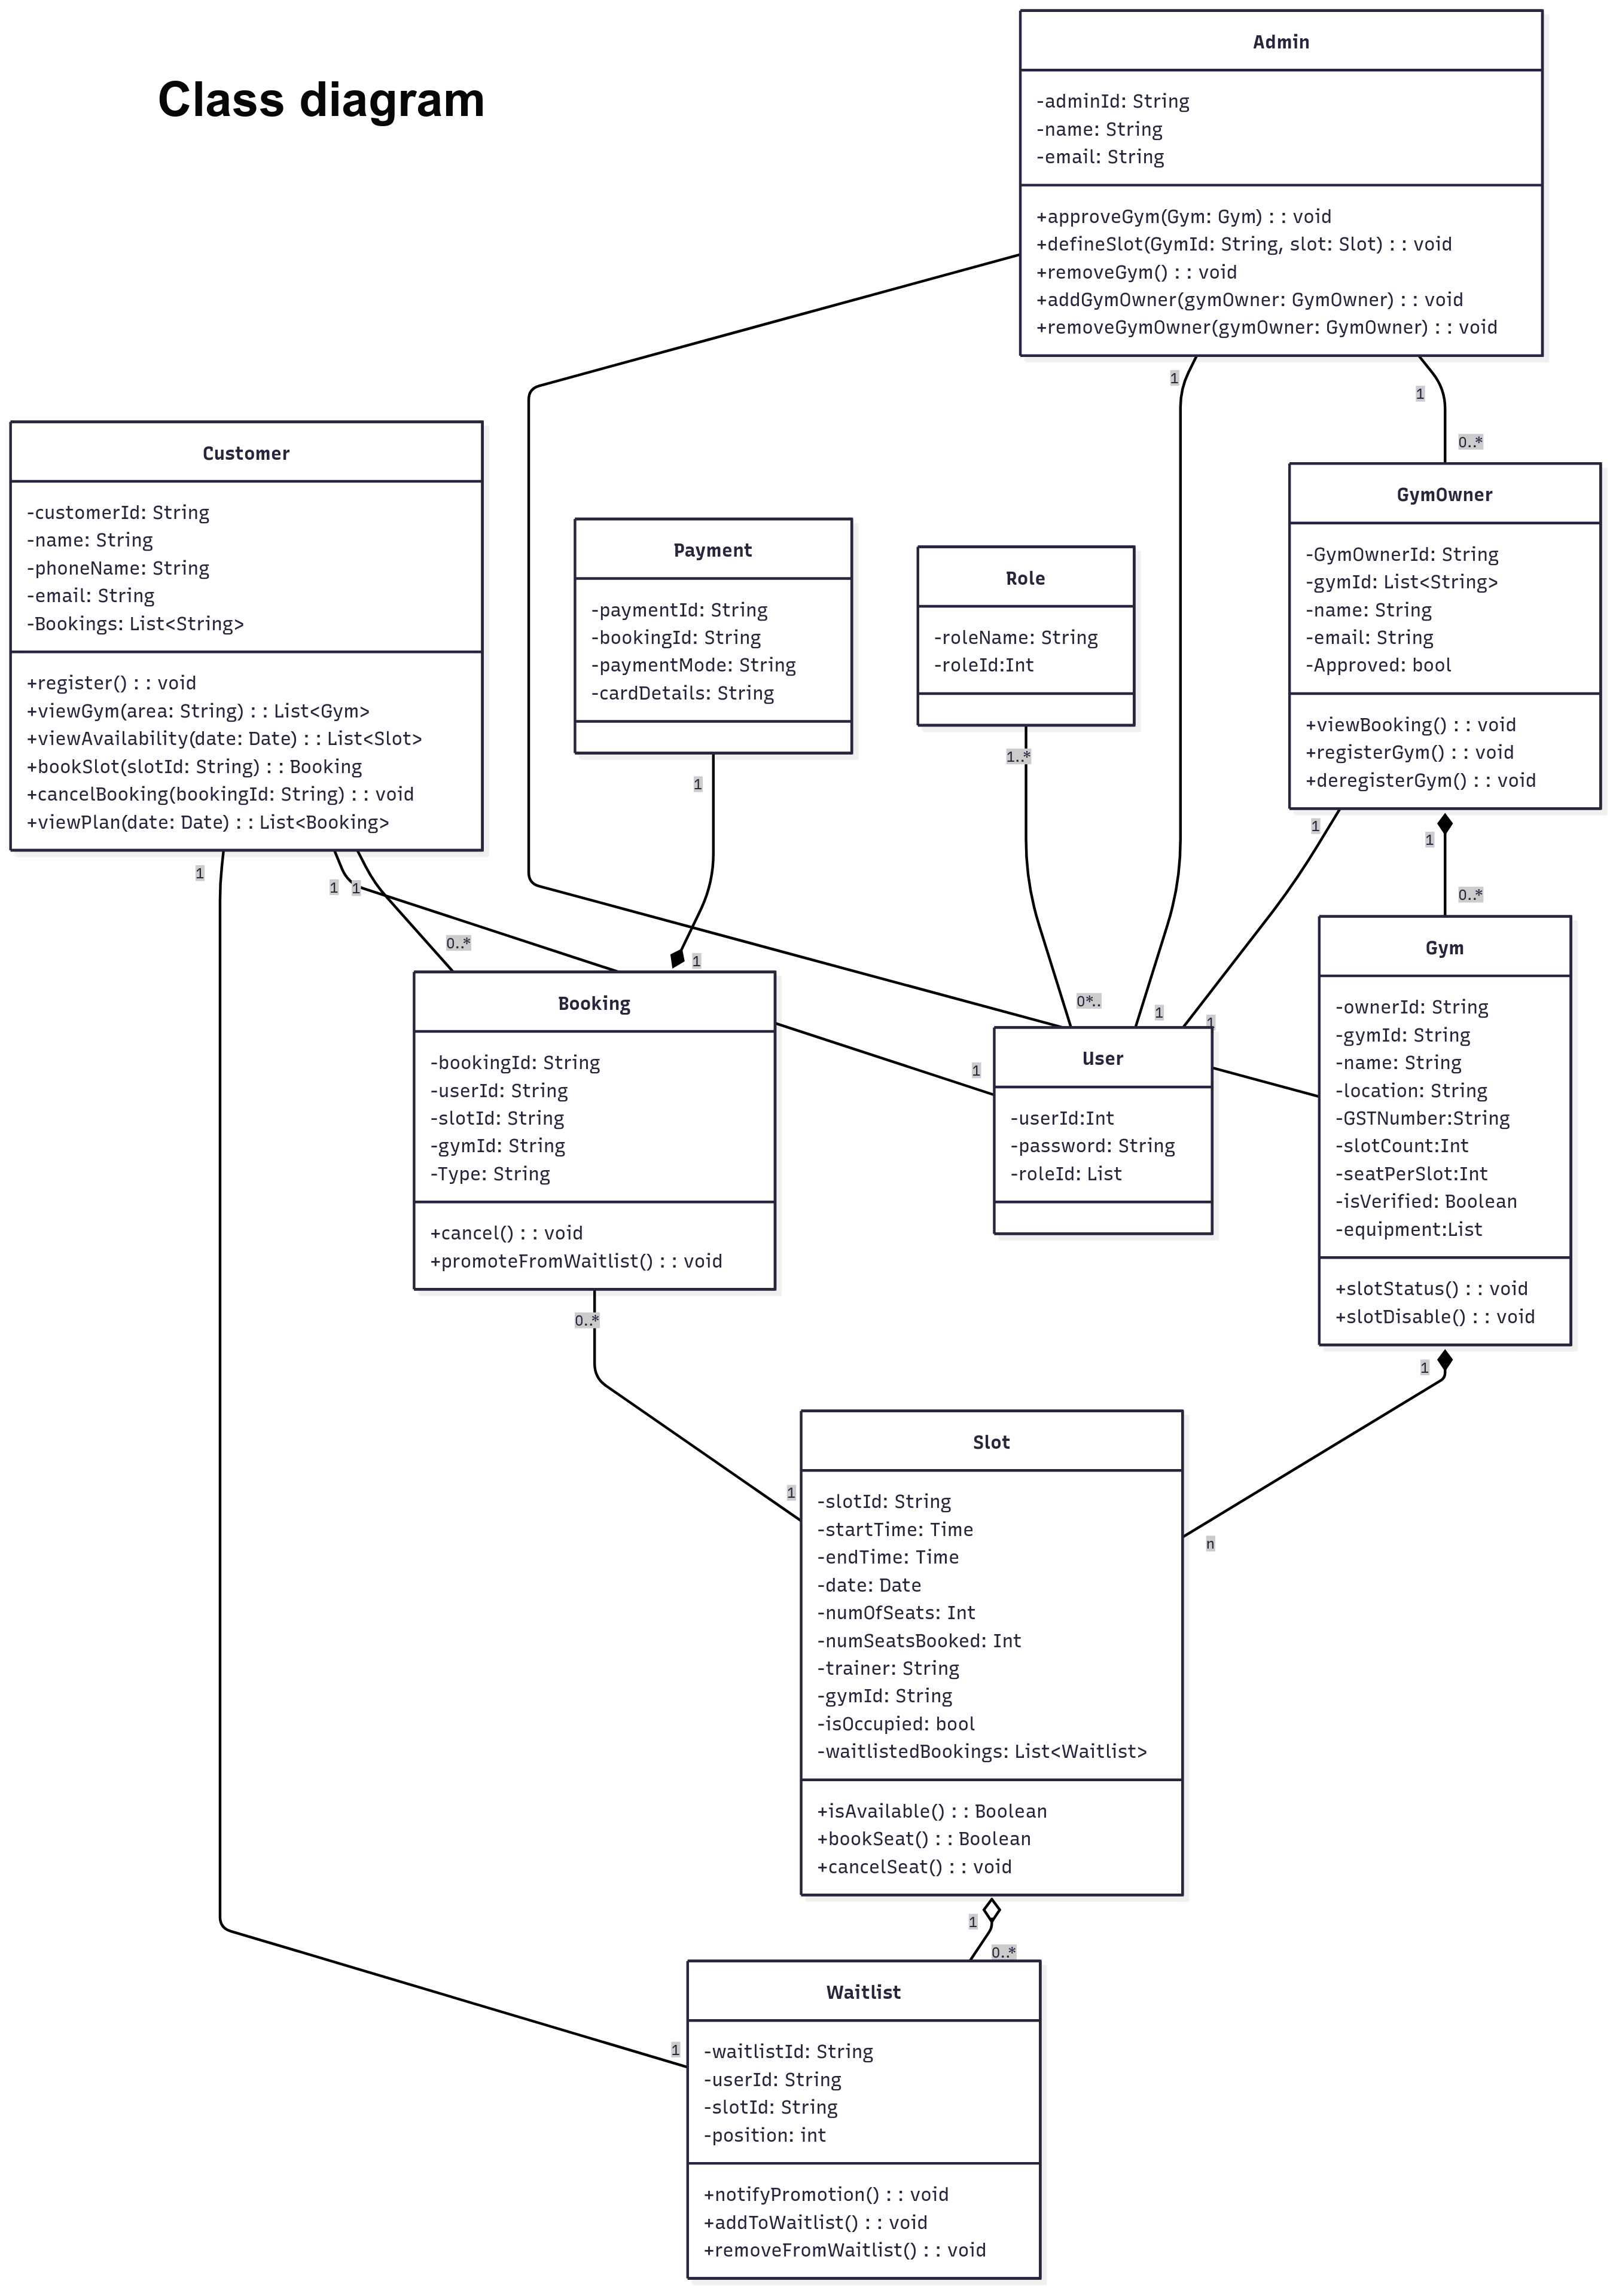 Class diagram
Admin
-adminId: String
-name: String
-email: String
+approveGym(Gym: Gym) : : void
+defineSlot(GymId: String, slot: Slot) : : void
+removeGym() : : void
+addGymOwner(gymOwner: GymOwner) : : void
+removeGymOwner(gymOwner: GymOwner) : : void
1
1
0..*
Customer
-customerId: String
-name: String
-phoneName: String
-email: String
-Bookings: List<String>
+register() : : void
+viewGym(area: String) : : List<Gym>
+viewAvailability(date: Date) : : List<Slot>
+bookSlot(slotId: String) : : Booking
+cancelBooking(bookingId: String) : : void
+viewPlan(date: Date) : : List<Booking>
1
1
1
0..*
Payment
-paymentId: String
-bookingId: String
-paymentMode: String
-cardDetails: String
1
1
Role
-roleName: String
-roleId:Int
1..*
0*..
GymOwner
-GymOwnerId: String
-gymId: List<String>
-name: String
-email: String
-Approved: bool
+viewBooking() : : void
+registerGym() : : void
+deregisterGym() : : void
1
1
0..*
1
1
1
Booking
-bookingId: String
-userId: String
-slotId: String
-gymId: String
-Type: String
+cancel() : : void
+promoteFromWaitlist() : : void
0..*
User
-userId:Int
-password: String
-roleId: List
Gym
-ownerId: String
-gymId: String
-name: String
-location: String
-GSTNumber:String
-slotCount:Int
-seatPerSlot:Int
-isVerified: Boolean
-equipment:List
+slotStatus() : : void
+slotDisable() : : void
1
1
n
Slot
-slotId: String
-startTime: Time
-endTime: Time
-date: Date
-numOfSeats: Int
-numSeatsBooked: Int
-trainer: String
-gymId: String
-isOccupied: bool
-waitlistedBookings: List<Waitlist>
+isAvailable() : : Boolean
+bookSeat() : : Boolean
+cancelSeat() : : void
1
0..*
1
Waitlist
-waitlistId: String
-userId: String
-slotId: String
-position: int
+notifyPromotion() : : void
+addToWaitlist() : : void
+removeFromWaitlist() : : void